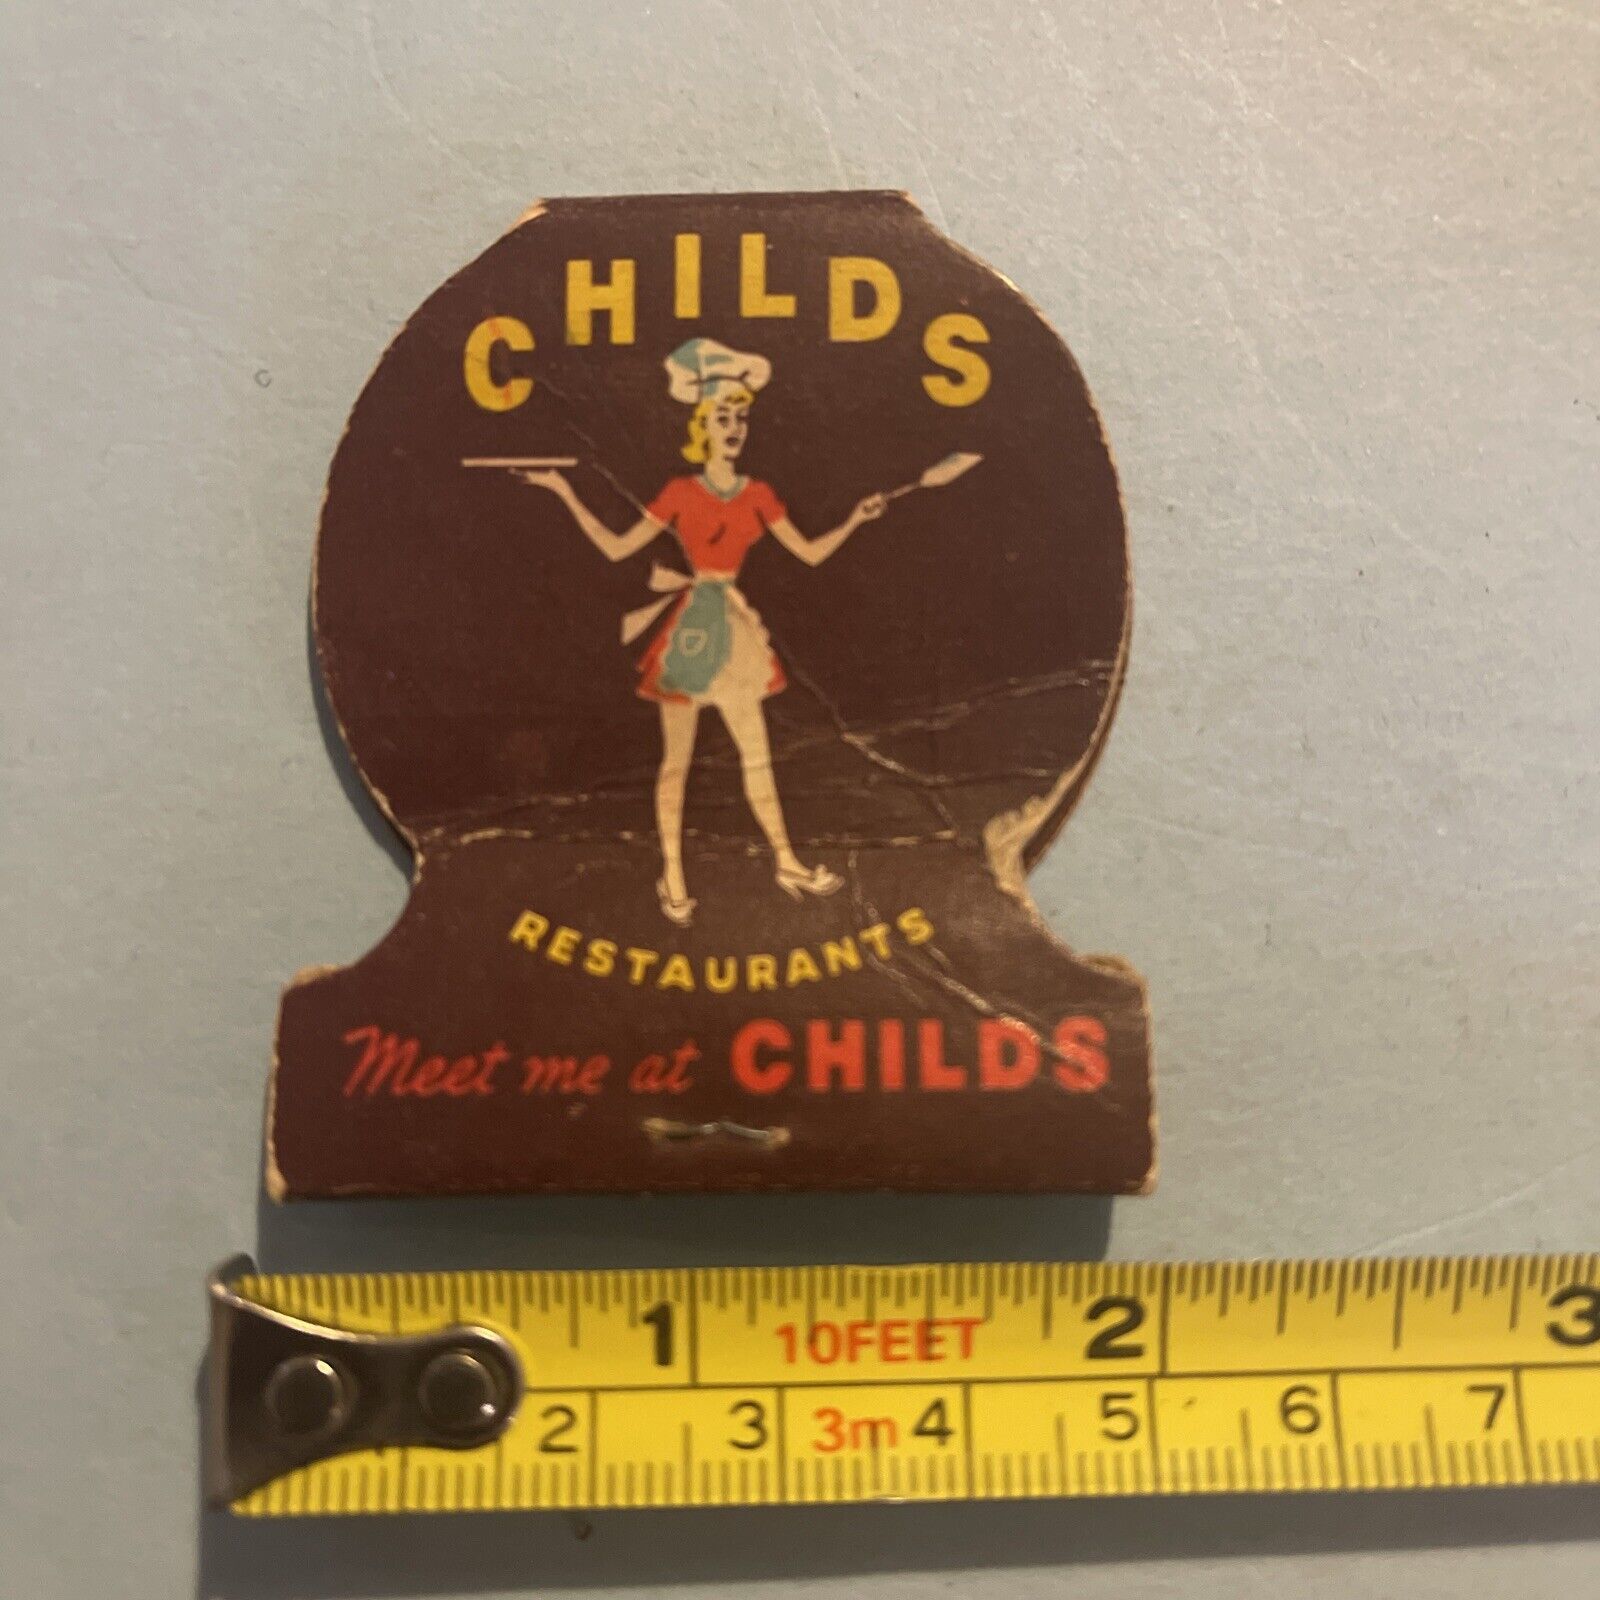 CHILDS
RESTAURANTS
Meet me at CHILDS
1 10FEET 2 3
2 3 3m 4 5 6 7